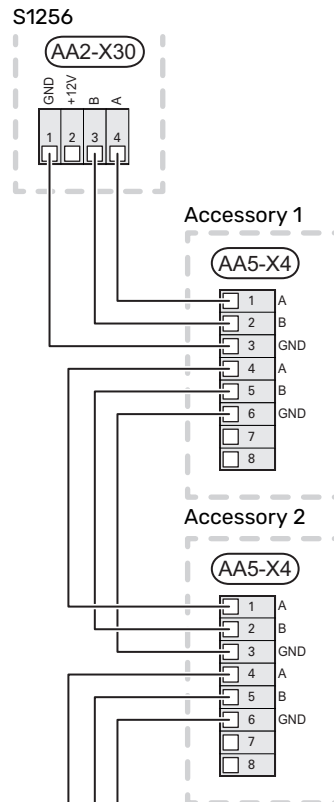 S1256
AA2-X30
GND +12V B A
1 2 3 4
Accessory 1
AA5-X4
1 A
2 B
3 GND
4 A
5 B
6 GND
7
8
Accessory 2
AA5-X4
1 A
2 B
3 GND
4 A
5 B
6 GND
7
8